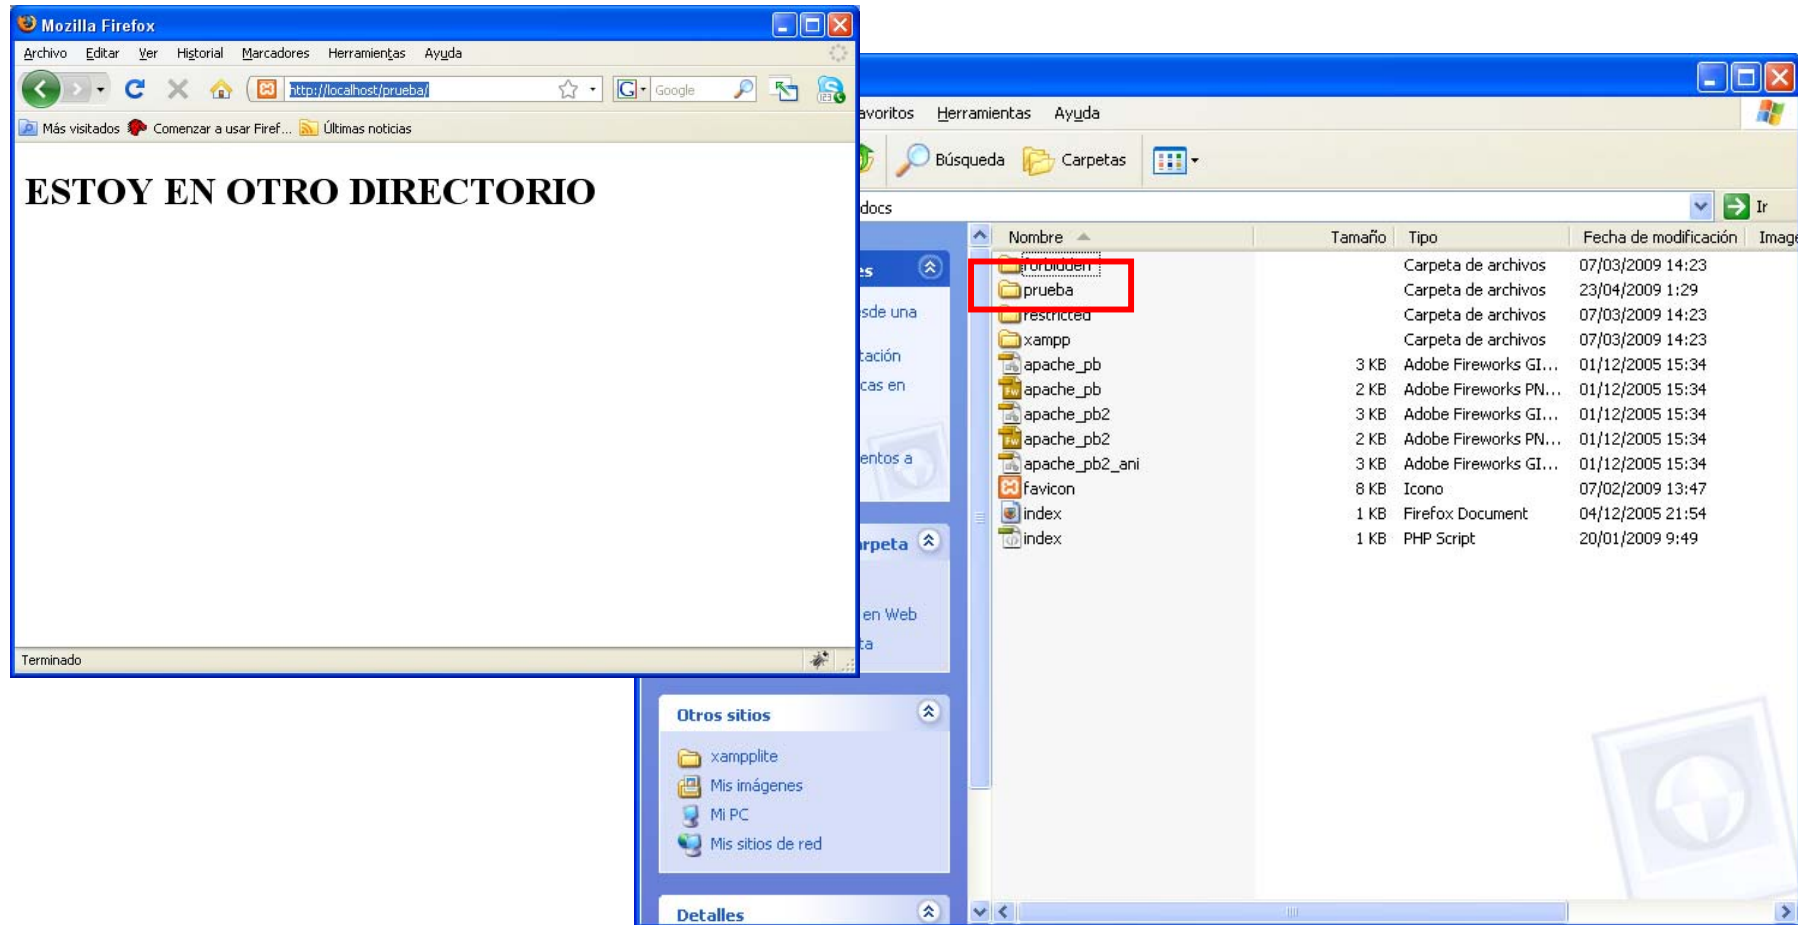 Mozilla Firefox
Archivo Editar Ver Historial Marcadores Herramientas Ayuda
http://localhost/prueba/ G Google 123
Más visitados Comenzar a usar Firef... Últimas noticias
ESTOY EN OTRO DIRECTORIO
Terminado
avoritos Herramientas Ayuda
Búsqueda Carpetas
docs Ir
Nombre Tamaño Tipo Fecha de modificación Image
forbidden Carpeta de archivos 07/03/2009 14:23
prueba Carpeta de archivos 23/04/2009 1:29
restricted Carpeta de archivos 07/03/2009 14:23
xampp Carpeta de archivos 07/03/2009 14:23
apache_pb 3 KB Adobe Fireworks GI... 01/12/2005 15:34
apache_pb 2 KB Adobe Fireworks PN... 01/12/2005 15:34
apache_pb2 3 KB Adobe Fireworks GI... 01/12/2005 15:34
apache_pb2 2 KB Adobe Fireworks PN... 01/12/2005 15:34
apache_pb2_ani 3 KB Adobe Fireworks GI... 01/12/2005 15:34
favicon 8 KB Icono 07/02/2009 13:47
index 1 KB Firefox Document 04/12/2005 21:54
index 1 KB PHP Script 20/01/2009 9:49
es
esde una
tación
cas en
entos a
rpeta
en Web
ta
Otros sitios
xampplite
Mis imágenes
Mi PC
Mis sitios de red
Detalles